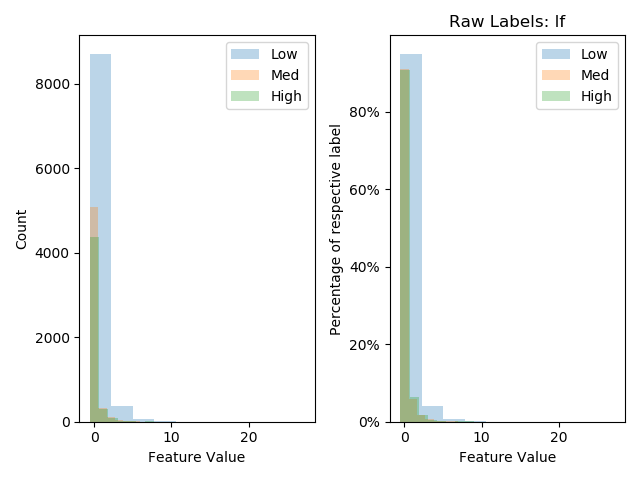 Raw Labels: lf
Low
Med
High
8000
6000
4000
2000
0
Count
0
10
20
Feature Value
Low
Med
High
80%
60%
40%
20%
0%
Percentage of respective label
0
10
20
Feature Value